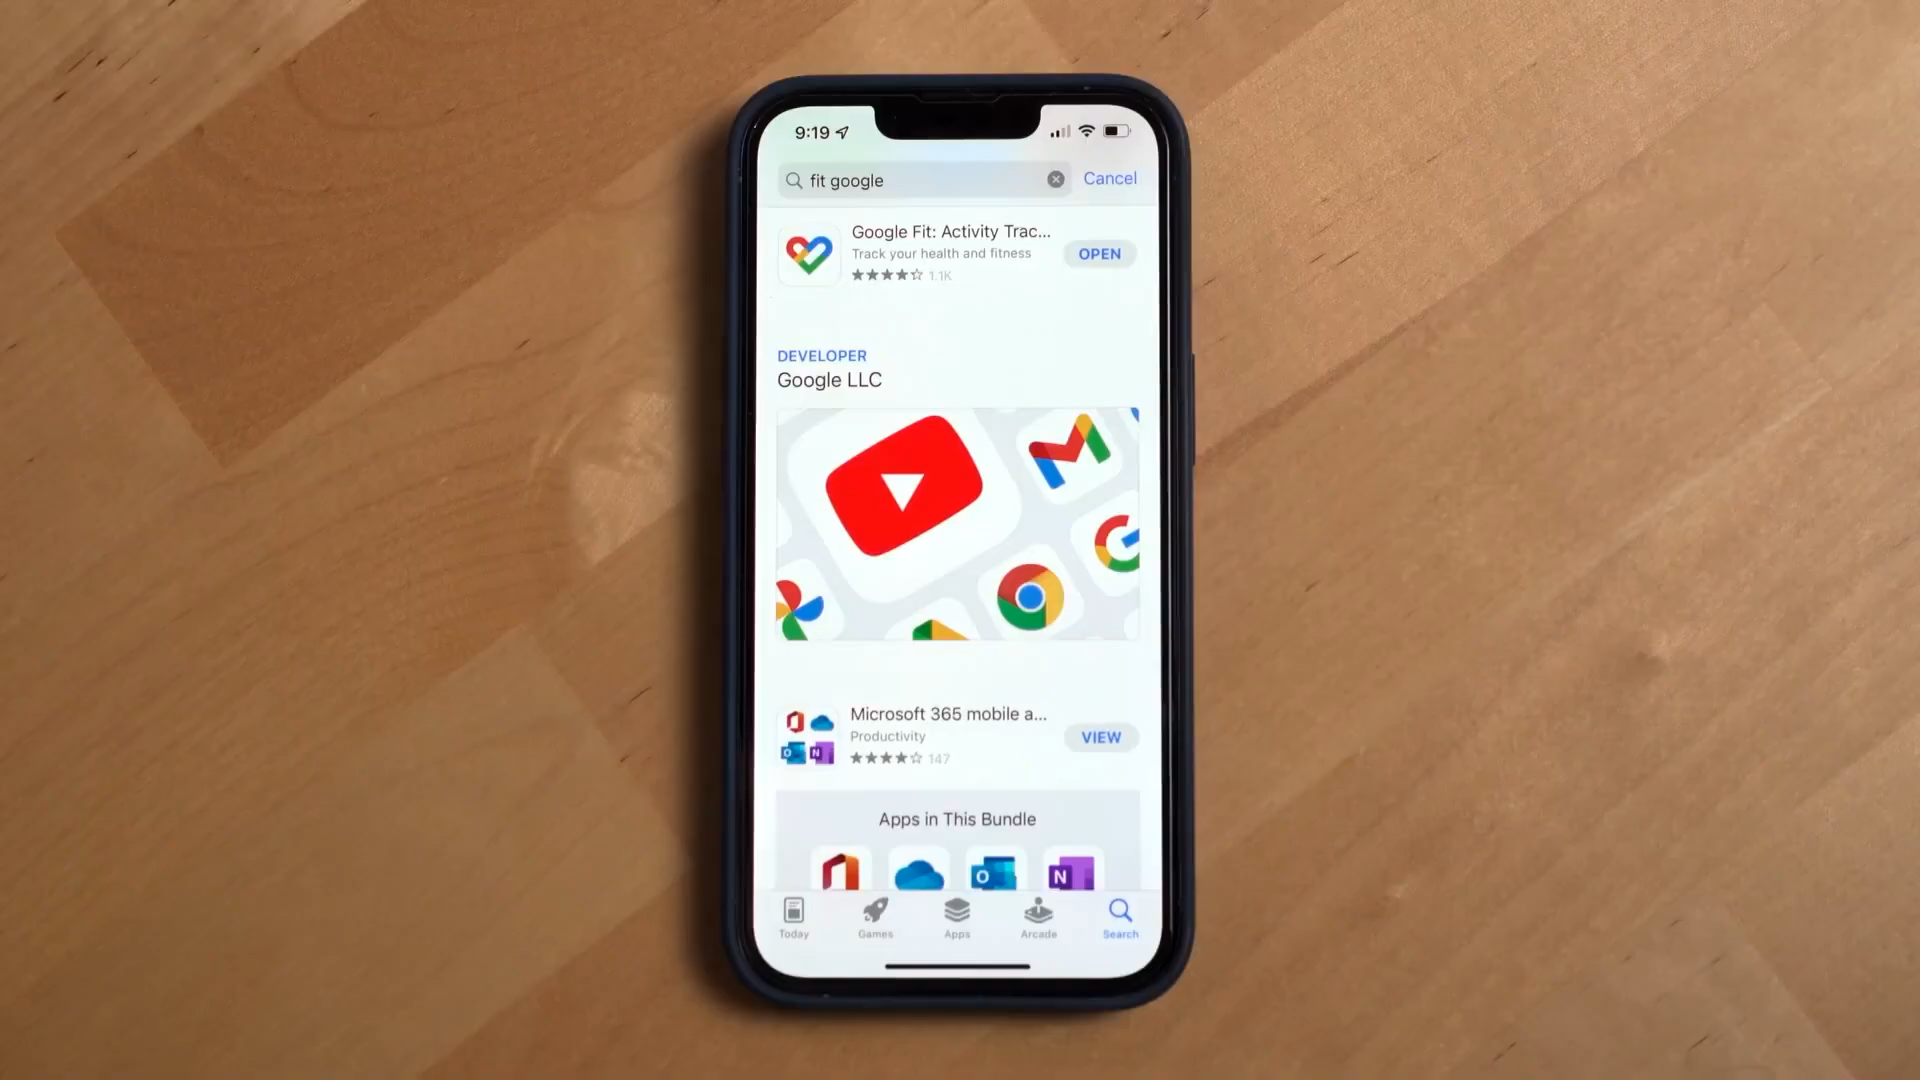 9:19
fit google
Cancel
Google Fit: Activity Trac...
Track your health and fitness
OPEN
1.1K
DEVELOPER
Google LLC
Microsoft 365 mobile a...
Productivity
VIEW
147
Apps in This Bundle
Today
Games
Apps
Arcade
Search